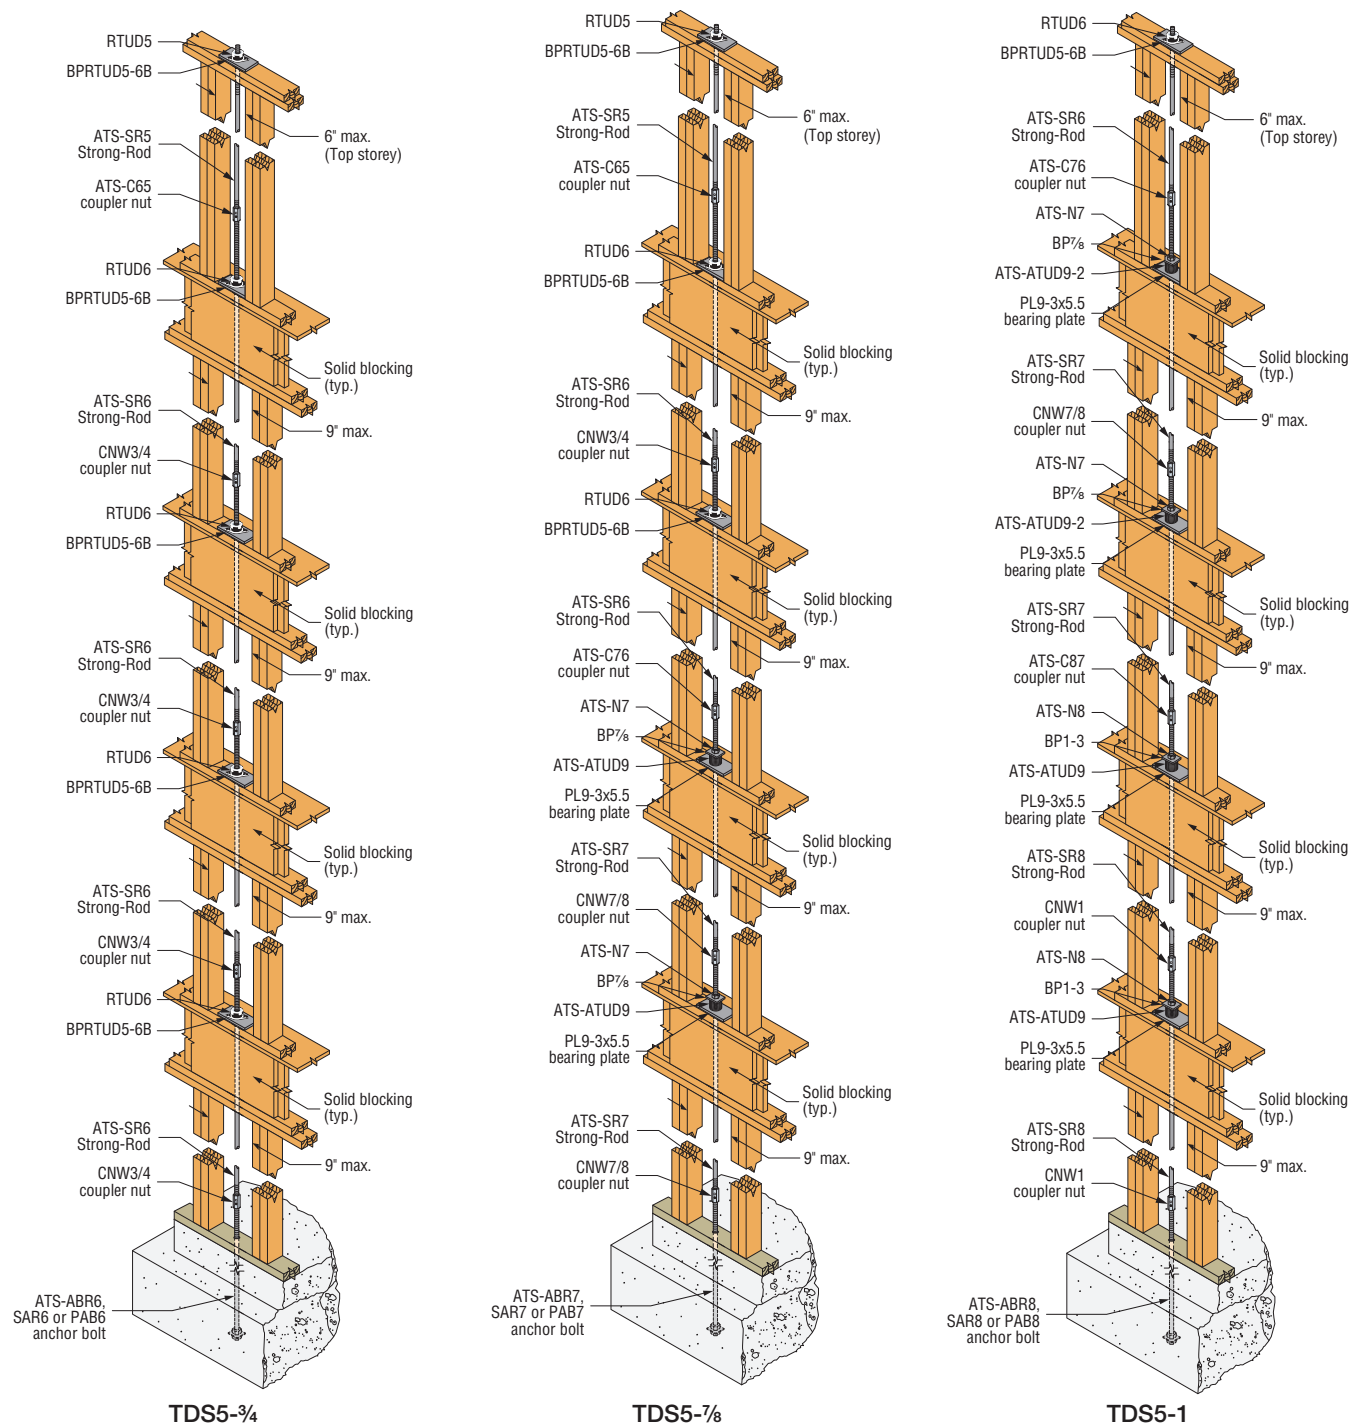 RTUD5
BPRTUD5-6B
ATS-SR5
Strong-Rod
6" max.
(Top storey)
ATS-C65
coupler nut
RTUD6
BPRTUD5-6B
Solid blocking
(typ.)
ATS-SR6
Strong-Rod
9" max.
CNW3/4
coupler nut
RTUD6
BPRTUD5-6B
Solid blocking
(typ.)
ATS-SR6
Strong-Rod
9" max.
CNW3/4
coupler nut
RTUD6
BPRTUD5-6B
Solid blocking
(typ.)
ATS-SR6
Strong-Rod
9" max.
CNW3/4
coupler nut
RTUD6
BPRTUD5-6B
Solid blocking
(typ.)
ATS-SR6
Strong-Rod
9" max.
CNW3/4
coupler nut
ATS-ABR6,
SAR6 or PAB6
anchor bolt
TDS5-¾
RTUD5
BPRTUD5-6B
ATS-SR5
Strong-Rod
6" max.
(Top storey)
ATS-C65
coupler nut
RTUD6
BPRTUD5-6B
Solid blocking
(typ.)
ATS-SR6
Strong-Rod
9" max.
CNW3/4
coupler nut
RTUD6
BPRTUD5-6B
Solid blocking
(typ.)
ATS-SR6
Strong-Rod
9" max.
ATS-C76
coupler nut
ATS-N7
BP⅞
ATS-ATUD9
PL9-3x5.5
bearing plate
Solid blocking
(typ.)
ATS-SR7
Strong-Rod
9" max.
CNW7/8
coupler nut
ATS-N7
BP⅞
ATS-ATUD9
PL9-3x5.5
bearing plate
Solid blocking
(typ.)
ATS-SR7
Strong-Rod
9" max.
CNW7/8
coupler nut
ATS-ABR7,
SAR7 or PAB7
anchor bolt
TDS5-⅞
RTUD6
BPRTUD5-6B
ATS-SR6
Strong-Rod
6" max.
(Top storey)
ATS-C76
coupler nut
ATS-N7
BP⅞
ATS-ATUD9-2
PL9-3x5.5
bearing plate
Solid blocking
(typ.)
ATS-SR7
Strong-Rod
9" max.
CNW7/8
coupler nut
ATS-N7
BP⅞
ATS-ATUD9-2
PL9-3x5.5
bearing plate
Solid blocking
(typ.)
ATS-SR7
Strong-Rod
9" max.
ATS-C87
coupler nut
ATS-N8
BP1-3
ATS-ATUD9
PL9-3x5.5
bearing plate
Solid blocking
(typ.)
ATS-SR8
Strong-Rod
9" max.
CNW1
coupler nut
ATS-N8
BP1-3
ATS-ATUD9
PL9-3x5.5
bearing plate
Solid blocking
(typ.)
ATS-SR8
Strong-Rod
9" max.
CNW1
coupler nut
ATS-ABR8,
SAR8 or PAB8
anchor bolt
TDS5-1